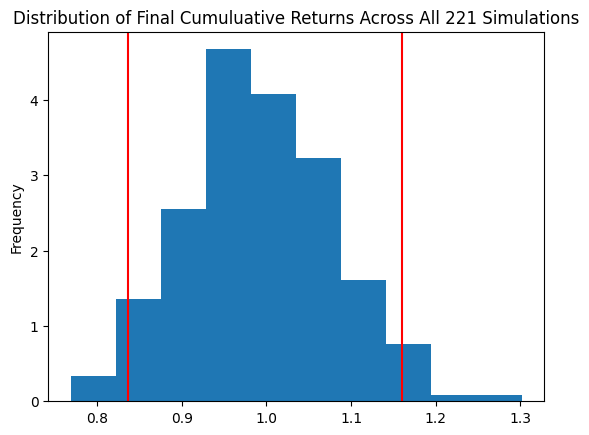 Distribution of Final Cumuluative Returns Across All 221 Simulations
Frequency
4
3
2
1
0
0.8 0.9 1.0 1.1 1.2 1.3